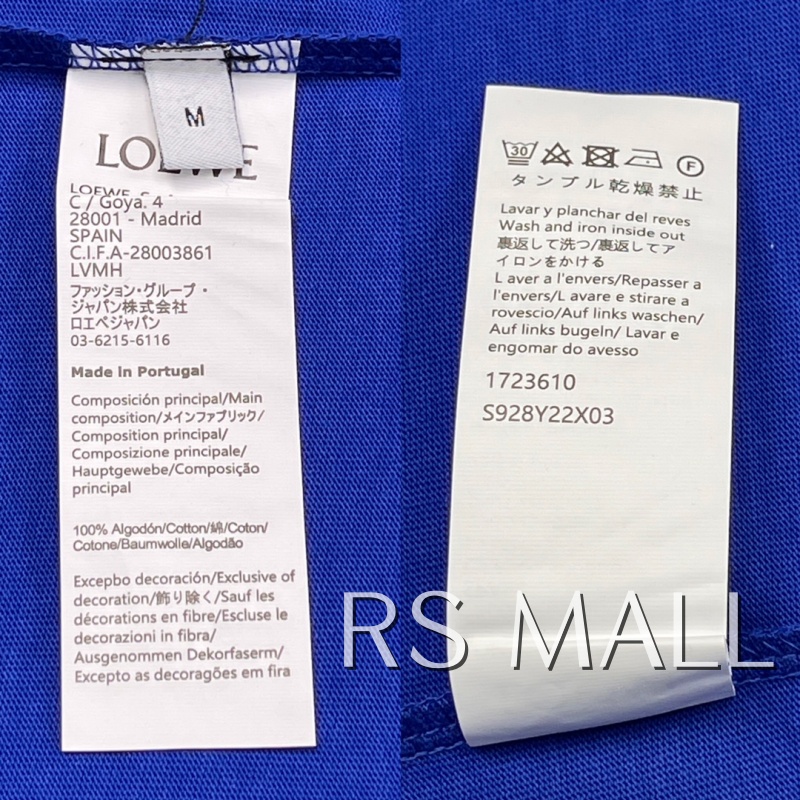 M
LOEWE
C / Goya. 4
28001 - Madrid
SPAIN
C.I.F.A-28003861
LVMH
ファッション・グループ・
ジャパン株式会社
ロエベジャパン
03-6215-6116
Made in Portugal
Composición principal/Main
composition/メインファブリック/
Composition principal/
Composizione principale/
Hauptgewebe/Composição
principal
100% Algodón/Cotton/綿/Coton/
Cotone/Baumwolle/Algodão
Excepbo decoración/Exclusive of
decoration/飾り除く/Sauf les
décorations en fibre/Escluse le
decorazioni in fibra/
Ausgenommen Dekorfaserm/
Excepto as decoragões em fira
30
F
タンブル乾燥禁止
Lavar y planchar del reves
Wash and iron inside out
裏返して洗つ/裏返してア
イロンをかける
L aver a l'envers/Repasser a
l'envers/L avare e stirare a
rovescio/Auf links waschen/
Auf links bugeln/ Lavar e
engomar do avesso
1723610
S928Y22X03
RS MALL